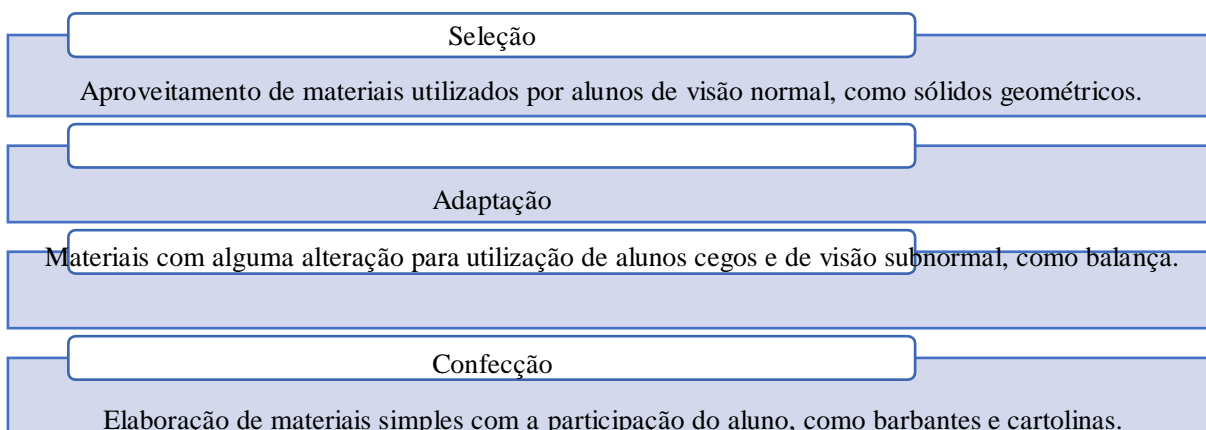 Seleção
Aproveitamento de materiais utilizados por alunos de visão normal, como sólidos geométricos.
Adaptação
Materiais com alguma alteração para utilização de alunos cegos e de visão subnormal, como balança.
Confecção
Elaboração de materiais simples com a participação do aluno, como barbantes e cartolinas.